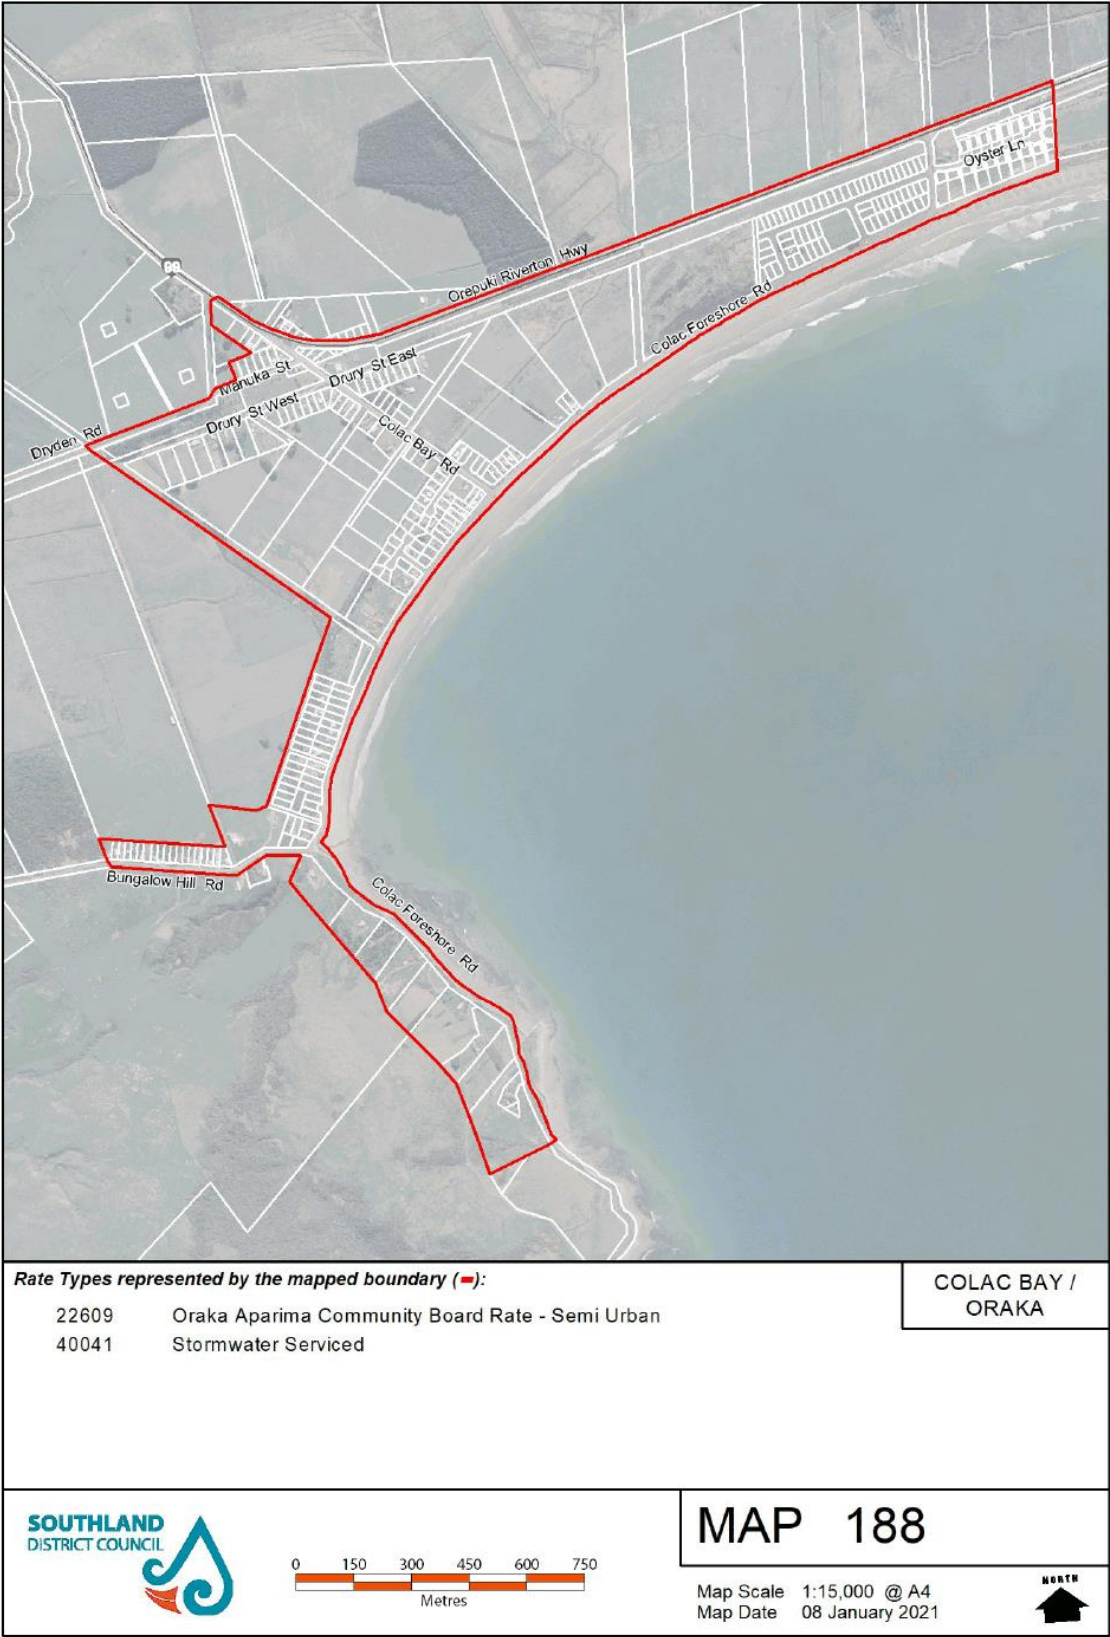 Oyster Ln
99
Orepuki Riverton Hwy
Colac Foreshore Rd
Manuka St
Drury St East
Drury St West
Colac Bay Rd
Dryden Rd
Bungalow Hill Rd
Colac Foreshore Rd
Rate Types represented by the mapped boundary (▬):
22609 Oraka Aparima Community Board Rate - Semi Urban
40041 Stormwater Serviced
COLAC BAY /
ORAKA
SOUTHLAND
DISTRICT COUNCIL
0 150 300 450 600 750
Metres
MAP 188
Map Scale 1:15,000 @ A4
Map Date 08 January 2021
NORTH